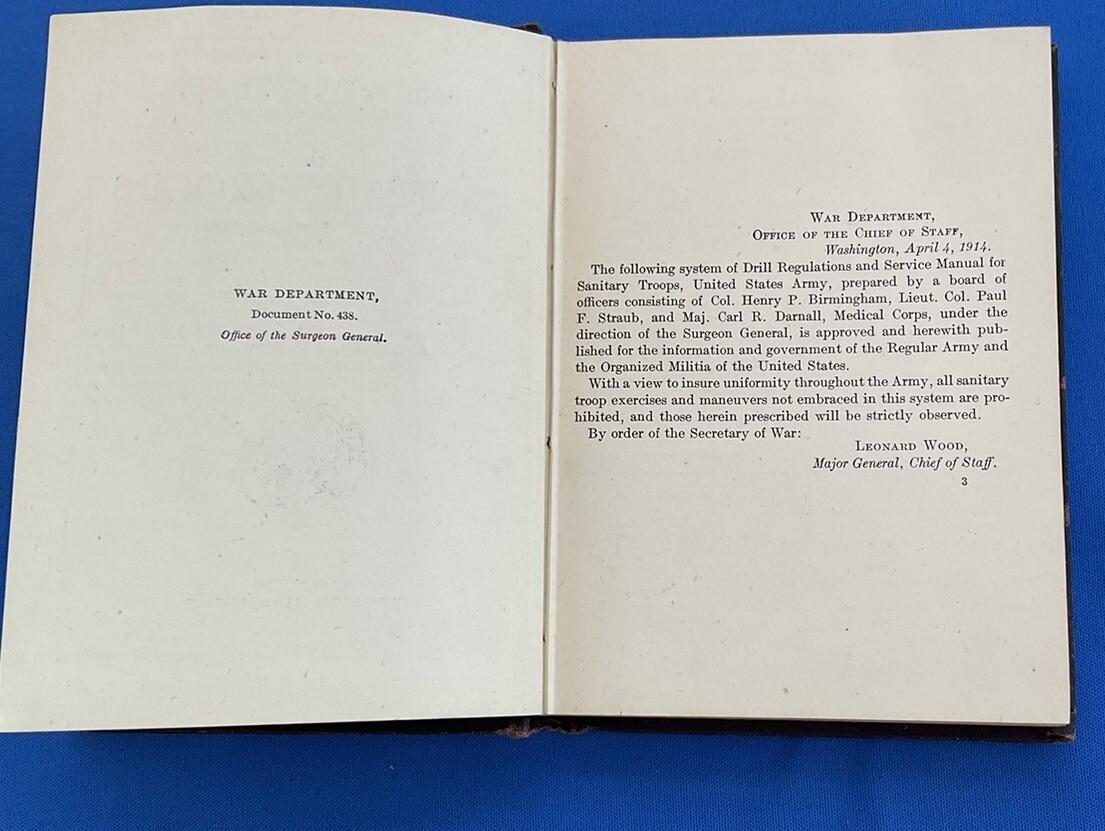 WAR DEPARTMENT,
Document No. 438.
Office of the Surgeon General.
WAR DEPARTMENT,
OFFICE OF THE CHIEF OF STAFF,
Washington, April 4, 1914.
The following system of Drill Regulations and Service Manual for
Sanitary Troops, United States Army, prepared by a board of
officers consisting of Col. Henry P. Birmingham, Lieut. Col. Paul
F. Straub, and Maj. Carl R. Darnall, Medical Corps, under the
direction of the Surgeon General, is approved and herewith pub-
lished for the information and government of the Regular Army and
the Organized Militia of the United States.
With a view to insure uniformity throughout the Army, all sanitary
troop exercises and maneuvers not embraced in this system are pro-
hibited, and those herein prescribed will be strictly observed.
By order of the Secretary of War:
LEONARD WOOD,
Major General, Chief of Staff.
3